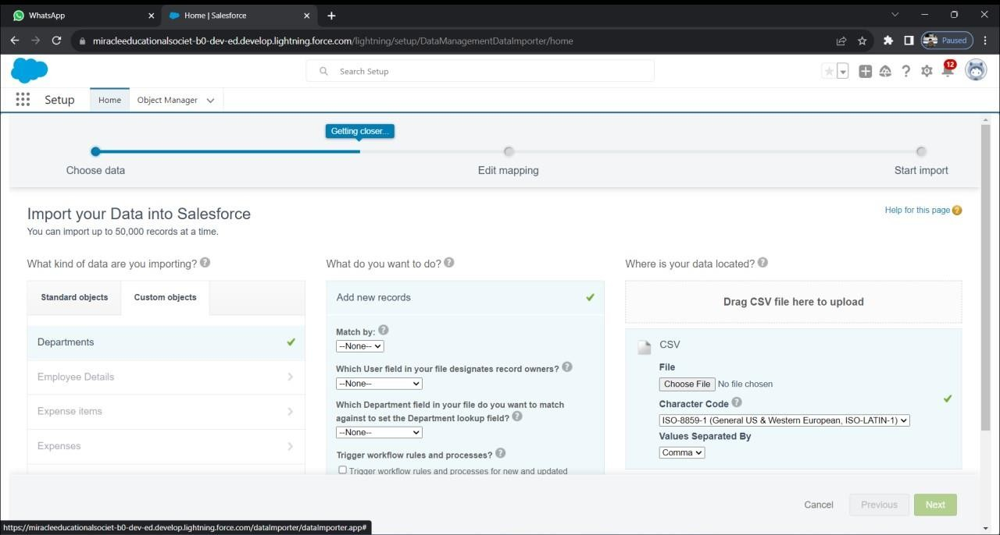 WhatsApp
Home | Salesforce
miracleeducationalsociet-b0-dev-ed.develop.lightning.force.com/lightning/setup/DataManagementDataImporter/home
Paused
Search Setup
12
Setup
Home
Object Manager
Getting closer...
Choose data
Edit mapping
Start import
Import your Data into Salesforce
Help for this page ?
You can import up to 50,000 records at a time.
What kind of data are you importing? ?
What do you want to do? ?
Where is your data located? ?
Standard objects
Custom objects
Departments
Employee Details
Expense items
Expenses
Add new records
Match by: ?
--None--
Which User field in your file designates record owners? ?
--None--
Which Department field in your file do you want to match
against to set the Department lookup field? ?
--None--
Trigger workflow rules and processes? ?
Trigger workflow rules and processes for new and updated
Drag CSV file here to upload
CSV
File
Choose File No file chosen
Character Code ?
ISO-8859-1 (General US & Western European, ISO-LATIN-1)
Values Separated By
Comma
Cancel
Previous
Next
https://miracleeducationalsociet-b0-dev-ed.develop.lightning.force.com/dataImporter/dataImporter.app#